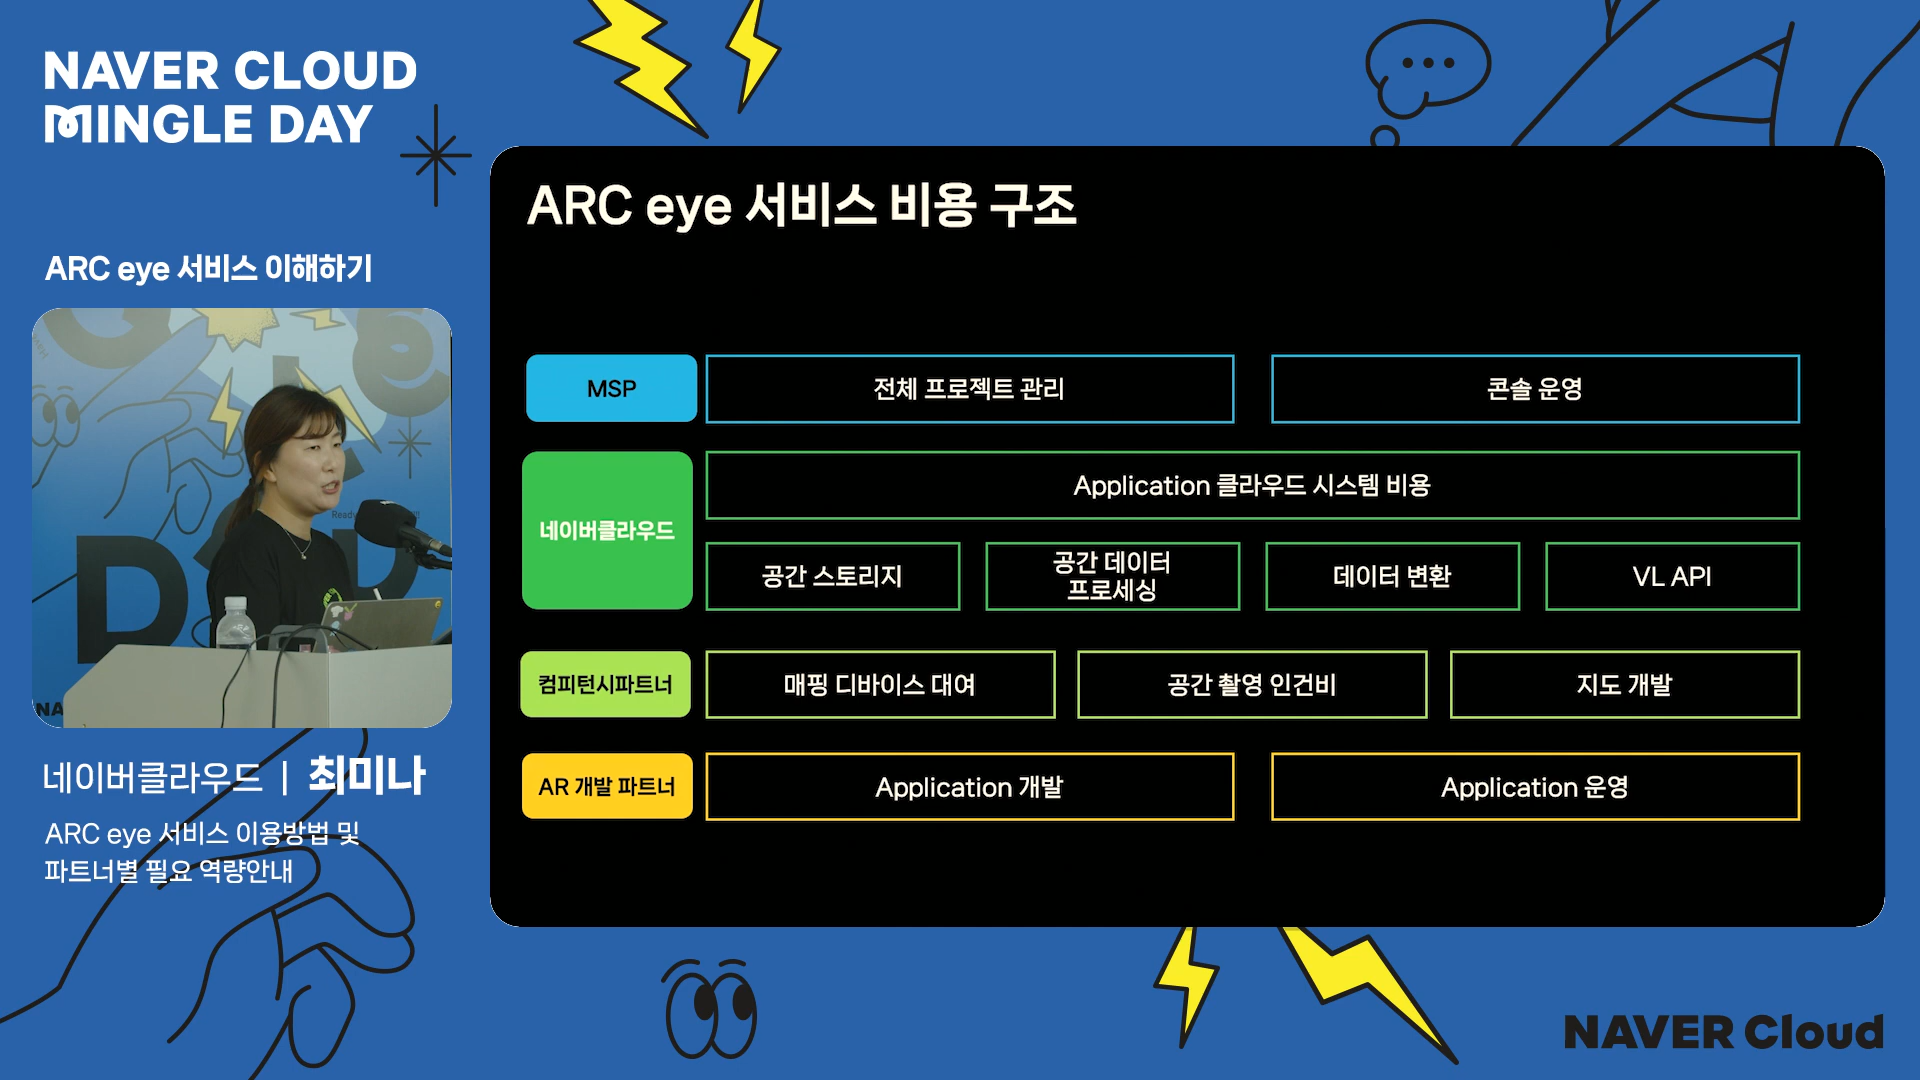 NAVER CLOUD
MINGLE DAY
ARC eye 서비스 이해하기
Ready
NA
네이버클라우드 | 최미나
ARC eye 서비스 이용방법 및
파트너별 필요 역량안내
ARC eye 서비스 비용 구조
MSP
전체 프로젝트 관리
콘솔 운영
네이버클라우드
Application 클라우드 시스템 비용
공간 스토리지
공간 데이터
프로세싱
데이터 변환
VL API
컴피턴시파트너
매핑 디바이스 대여
공간 촬영 인건비
지도 개발
AR 개발 파트너
Application 개발
Application 운영
NAVER Cloud